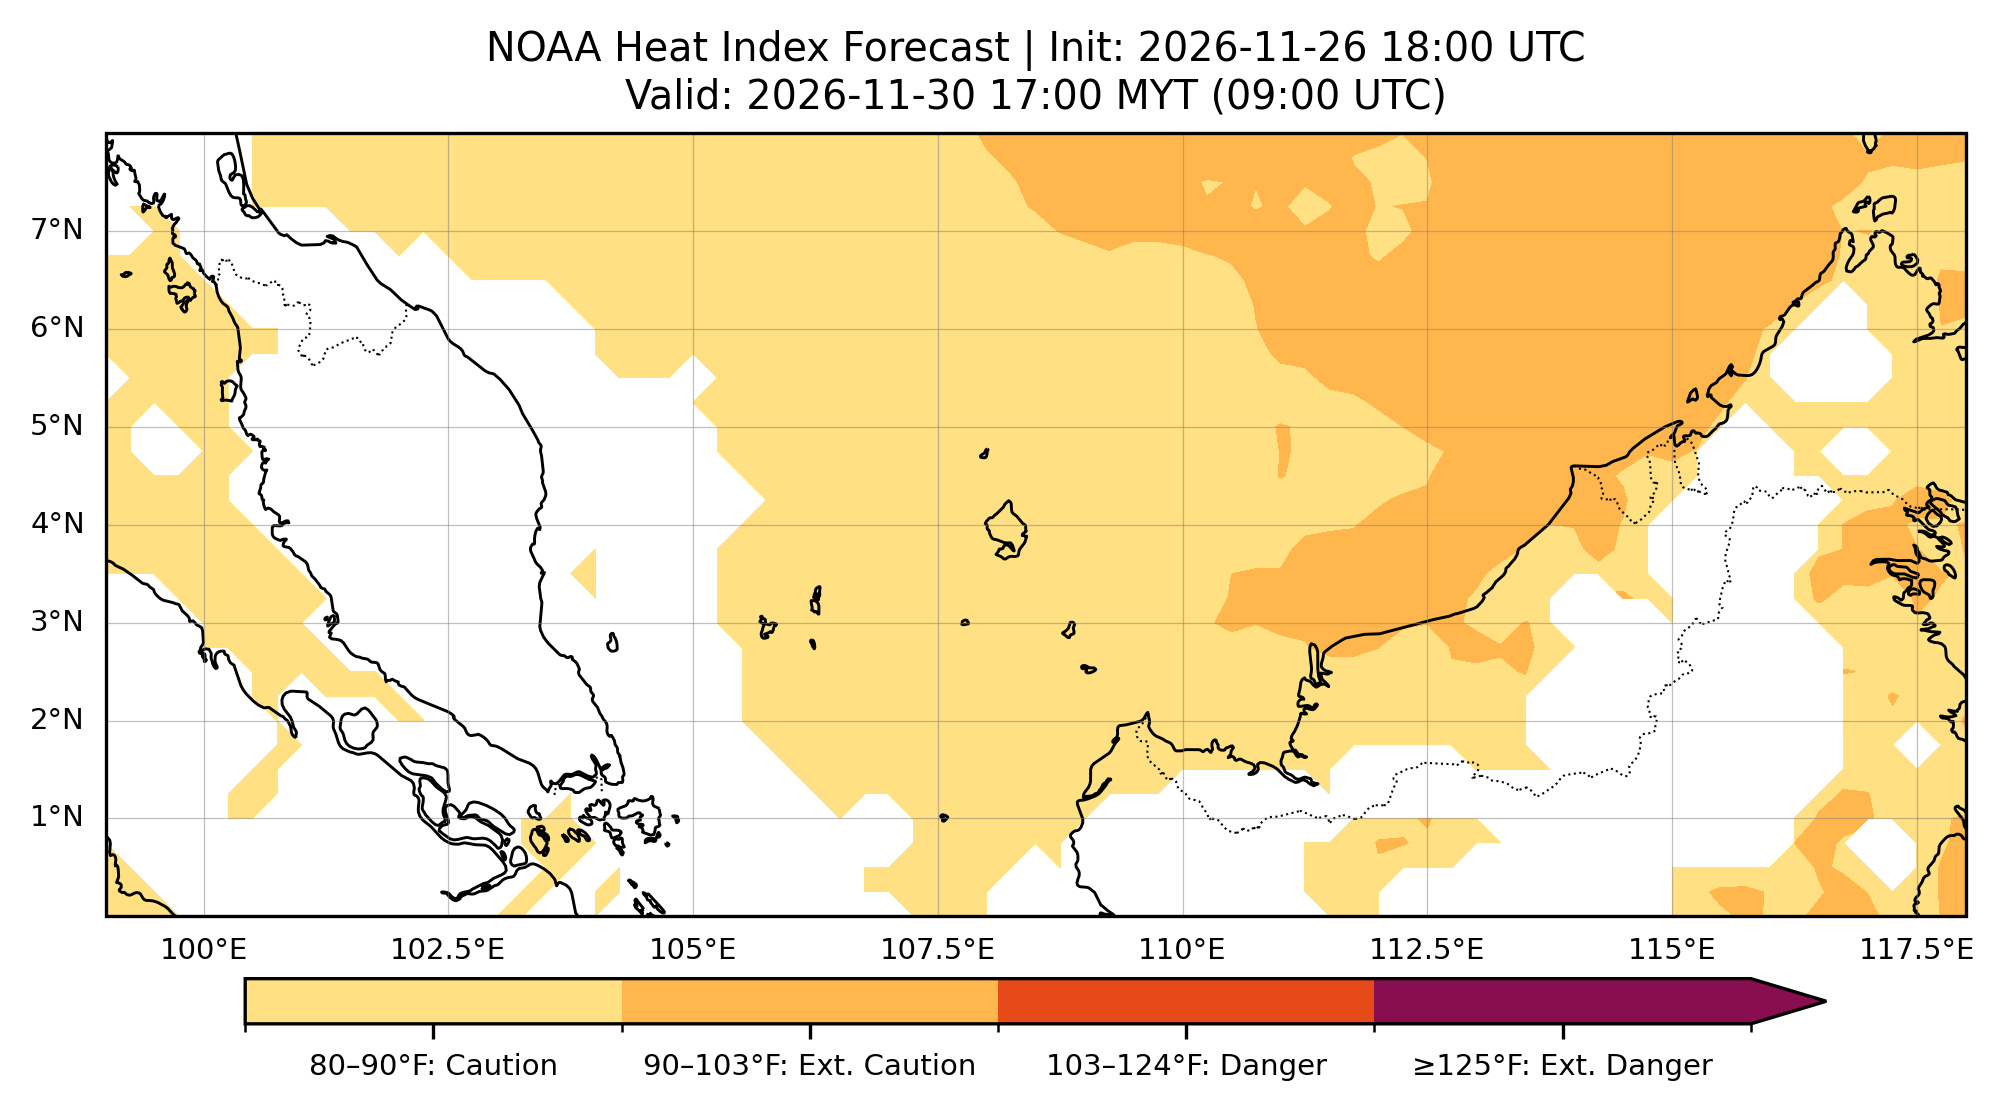 NOAA Heat Index Forecast | Init: 2026-11-26 18:00 UTC
Valid: 2026-11-30 17:00 MYT (09:00 UTC)
7°N
6°N
5°N
4°N
3°N
2°N
1°N
100°E 102.5°E 105°E 107.5°E 110°E 112.5°E 115°E 117.5°E
80–90°F: Caution 90–103°F: Ext. Caution 103–124°F: Danger ≥125°F: Ext. Danger